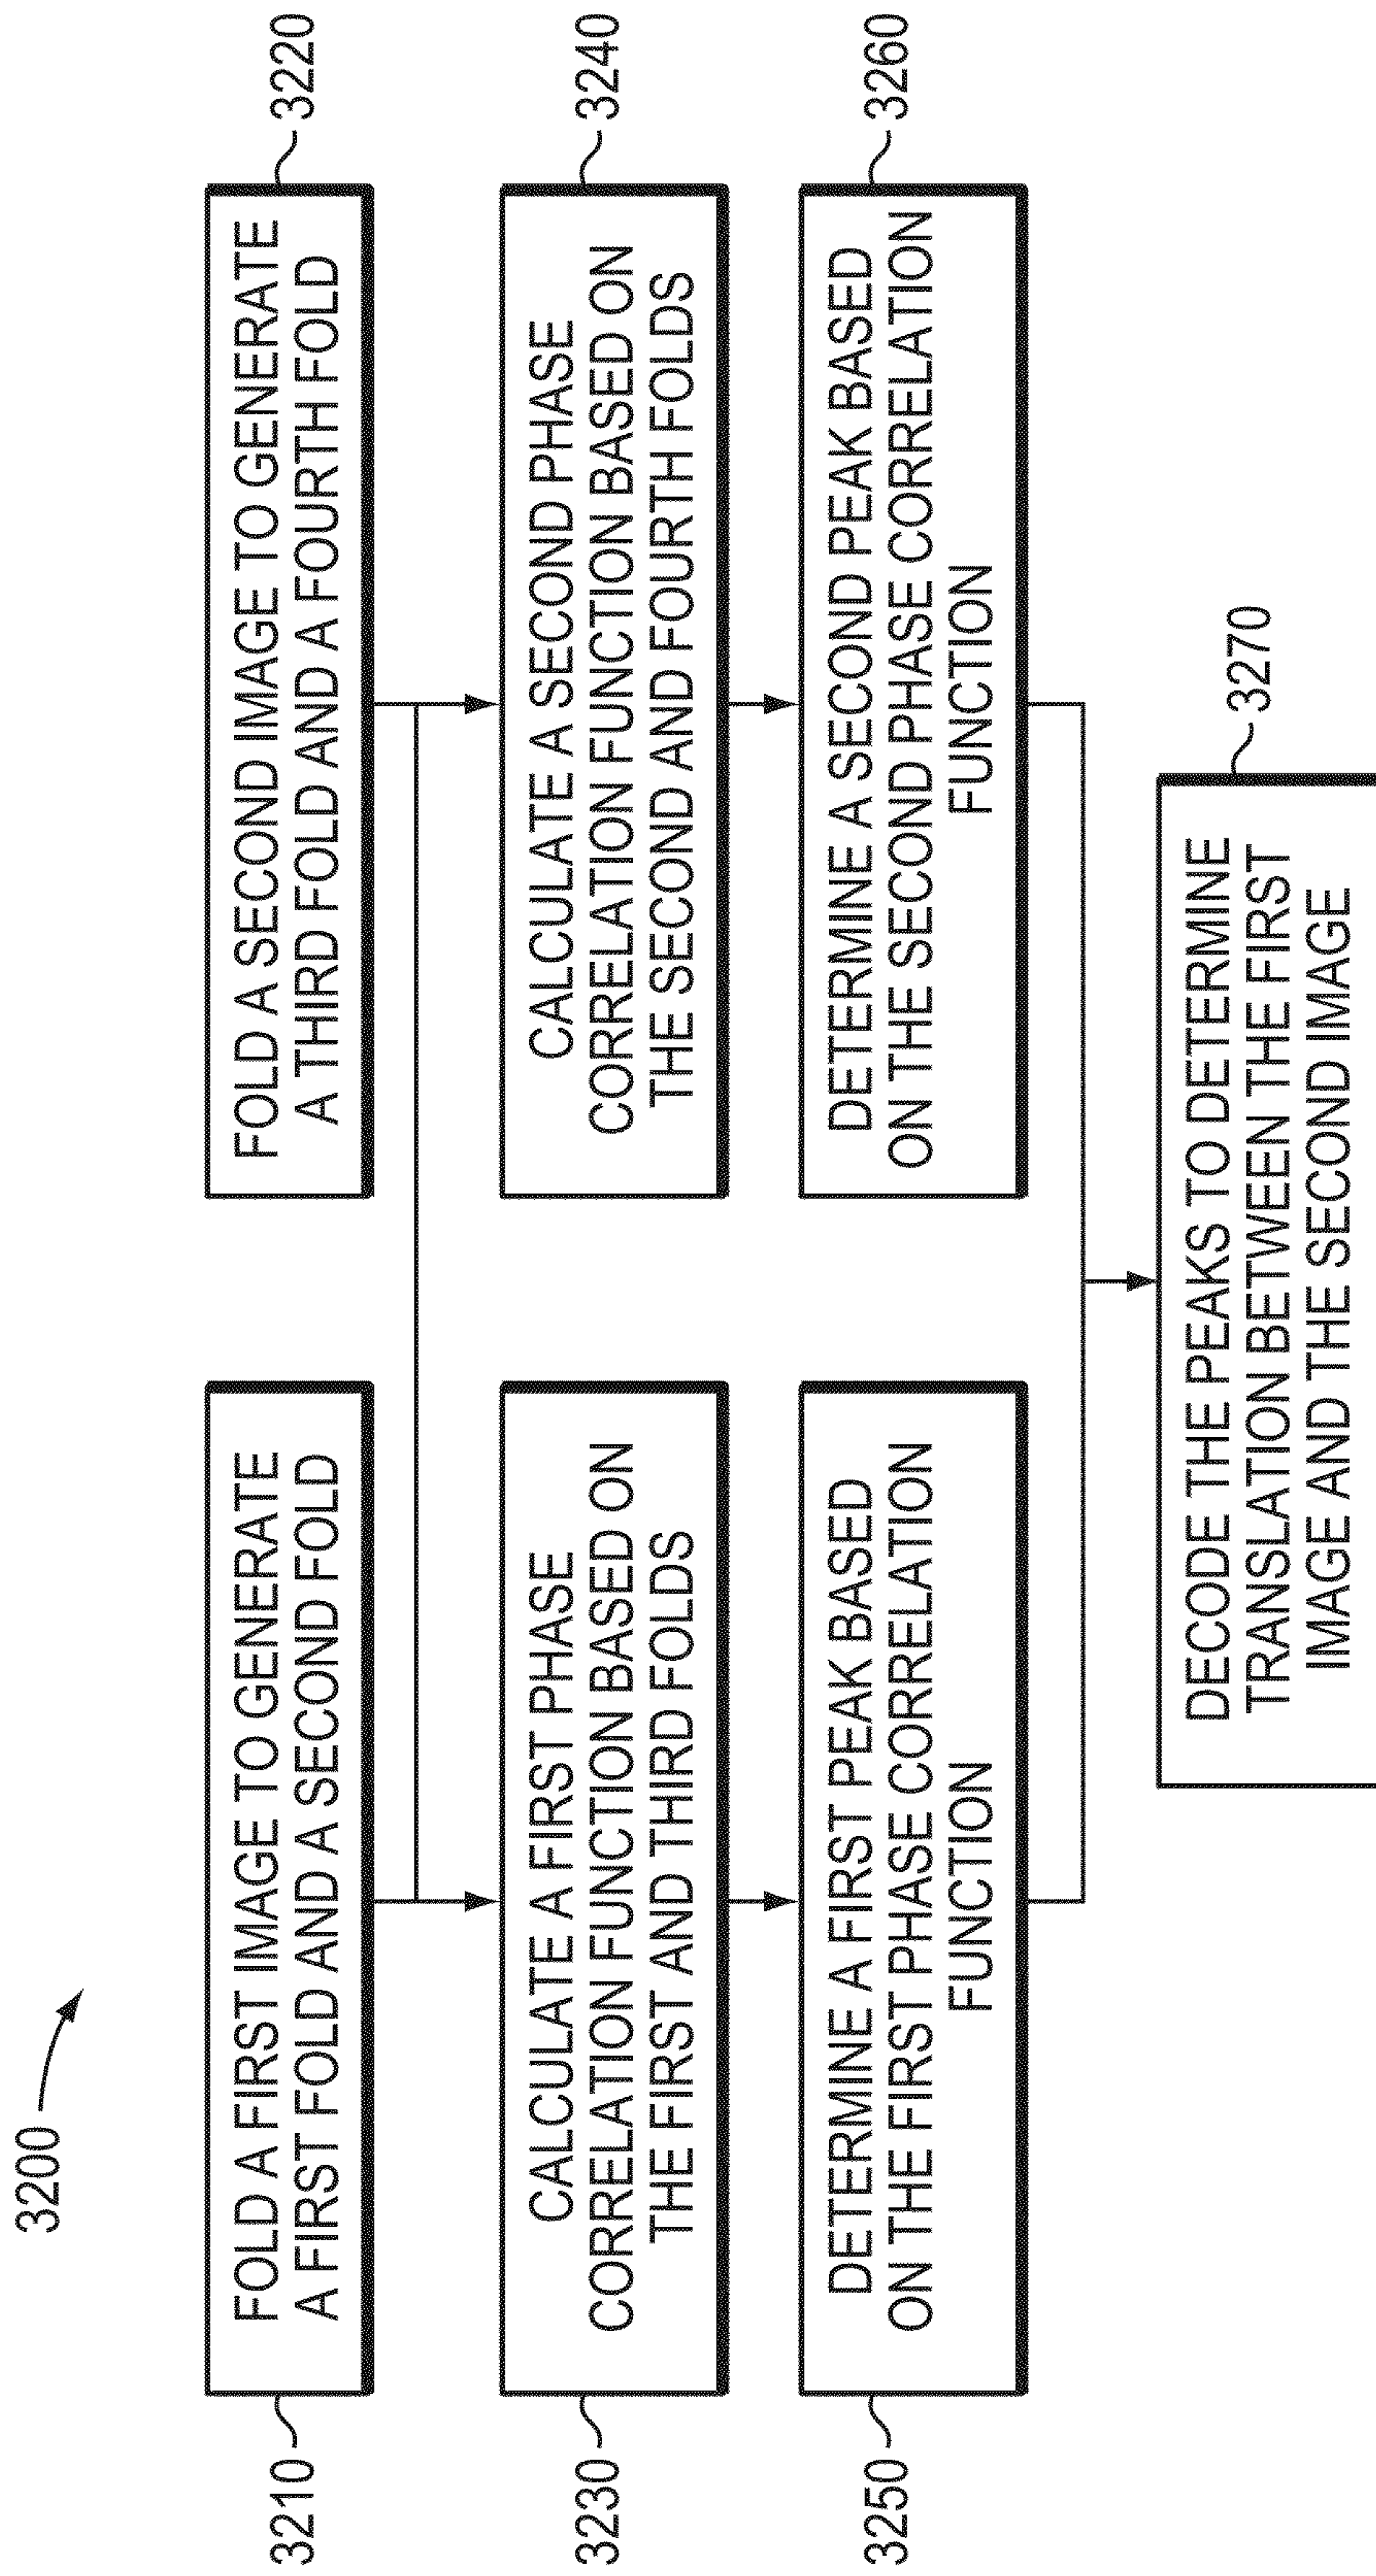 3200
3210
FOLD A FIRST IMAGE TO GENERATE
A FIRST FOLD AND A SECOND FOLD
FOLD A SECOND IMAGE TO GENERATE
A THIRD FOLD AND A FOURTH FOLD
3220
3230
CALCULATE A FIRST PHASE
CORRELATION FUNCTION BASED ON
THE FIRST AND THIRD FOLDS
CALCULATE A SECOND PHASE
CORRELATION FUNCTION BASED ON
THE SECOND AND FOURTH FOLDS
3240
3250
DETERMINE A FIRST PEAK BASED
ON THE FIRST PHASE CORRELATION
FUNCTION
DETERMINE A SECOND PEAK BASED
ON THE SECOND PHASE CORRELATION
FUNCTION
3260
DECODE THE PEAKS TO DETERMINE
TRANSLATION BETWEEN THE FIRST
IMAGE AND THE SECOND IMAGE
3270